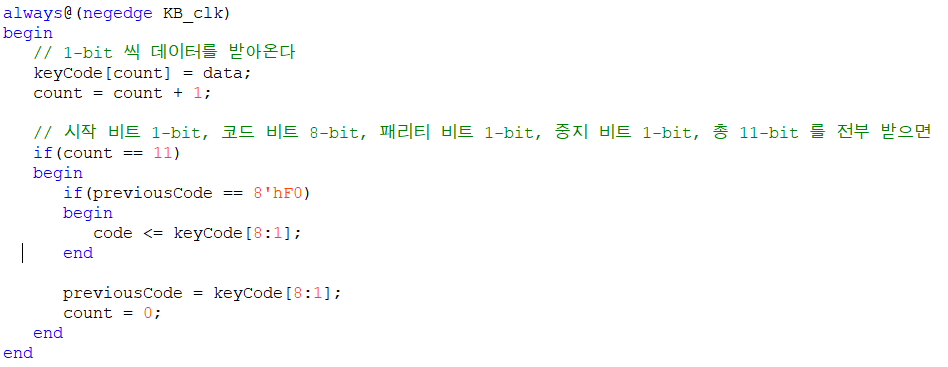 always@(negedge KB_clk)
begin
// 1-bit 씩 데이터를 받아온다
keyCode[count] = data;
count = count + 1;
// 시작 비트 1-bit, 코드 비트 8-bit, 패리티 비트 1-bit, 중지 비트 1-bit, 총 11-bit 를 전부 받으면
if(count == 11)
begin
if(previousCode == 8'hF0)
begin
code <= keyCode[8:1];
end
previousCode = keyCode[8:1];
count = 0;
end
end